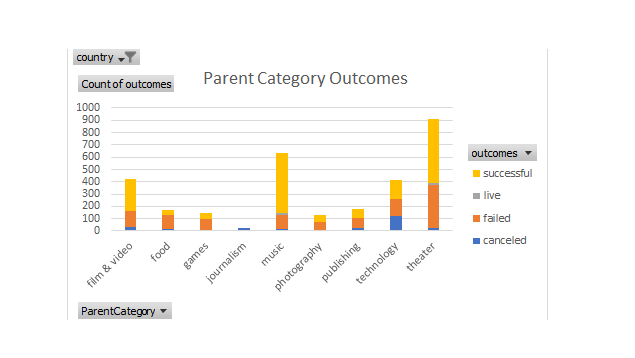 country
Count of outcomes
Parent Category Outcomes
1000
900
800
700
600
500
400
300
200
100
0
film & video
food
games
journalism
music
photography
publishing
technology
theater
outcomes
successful
live
failed
canceled
ParentCategory